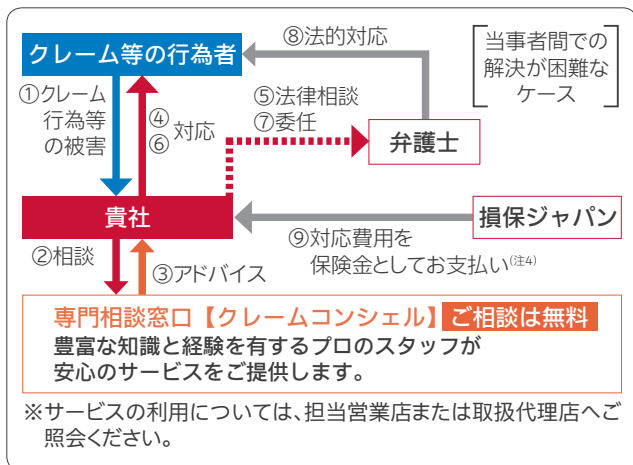 ⑧法的対応
当事者間での
解決が困難な
ケース
クレーム等の行為者
①クレーム
行為等
の被害
④
⑥
対応
⑤法律相談
⑦委任
弁護士
貴社
損保ジャパン
②相談
③アドバイス
⑨対応費用を
保険金としてお支払い(注4)
専門相談窓口【クレームコンシェル】 ご相談は無料
豊富な知識と経験を有するプロのスタッフが
安心のサービスをご提供します。
※サービスの利用については、担当営業店または取扱代理店へご
照会ください。